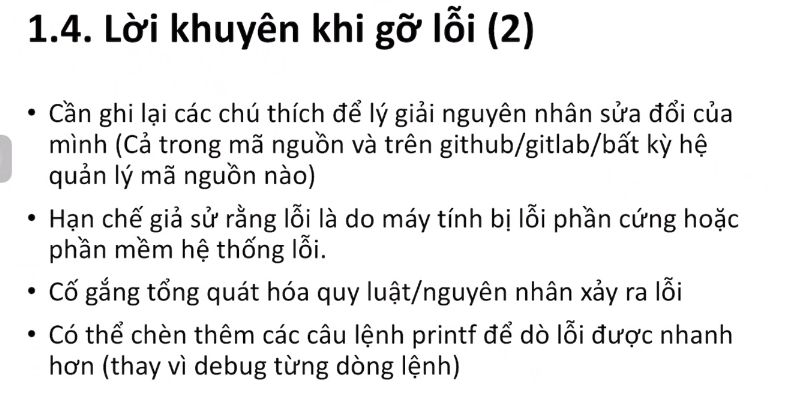 1.4. Lời khuyên khi gỡ lỗi (2)
• Cần ghi lại các chú thích để lý giải nguyên nhân sửa đổi của
mình (Cả trong mã nguồn và trên github/gitlab/bất kỳ hệ
quản lý mã nguồn nào)
• Hạn chế giả sử rằng lỗi là do máy tính bị lỗi phần cứng hoặc
phần mềm hệ thống lỗi.
• Cố gắng tổng quát hóa quy luật/nguyên nhân xảy ra lỗi
• Có thể chèn thêm các câu lệnh printf để dò lỗi được nhanh
hơn (thay vì debug từng dòng lệnh)